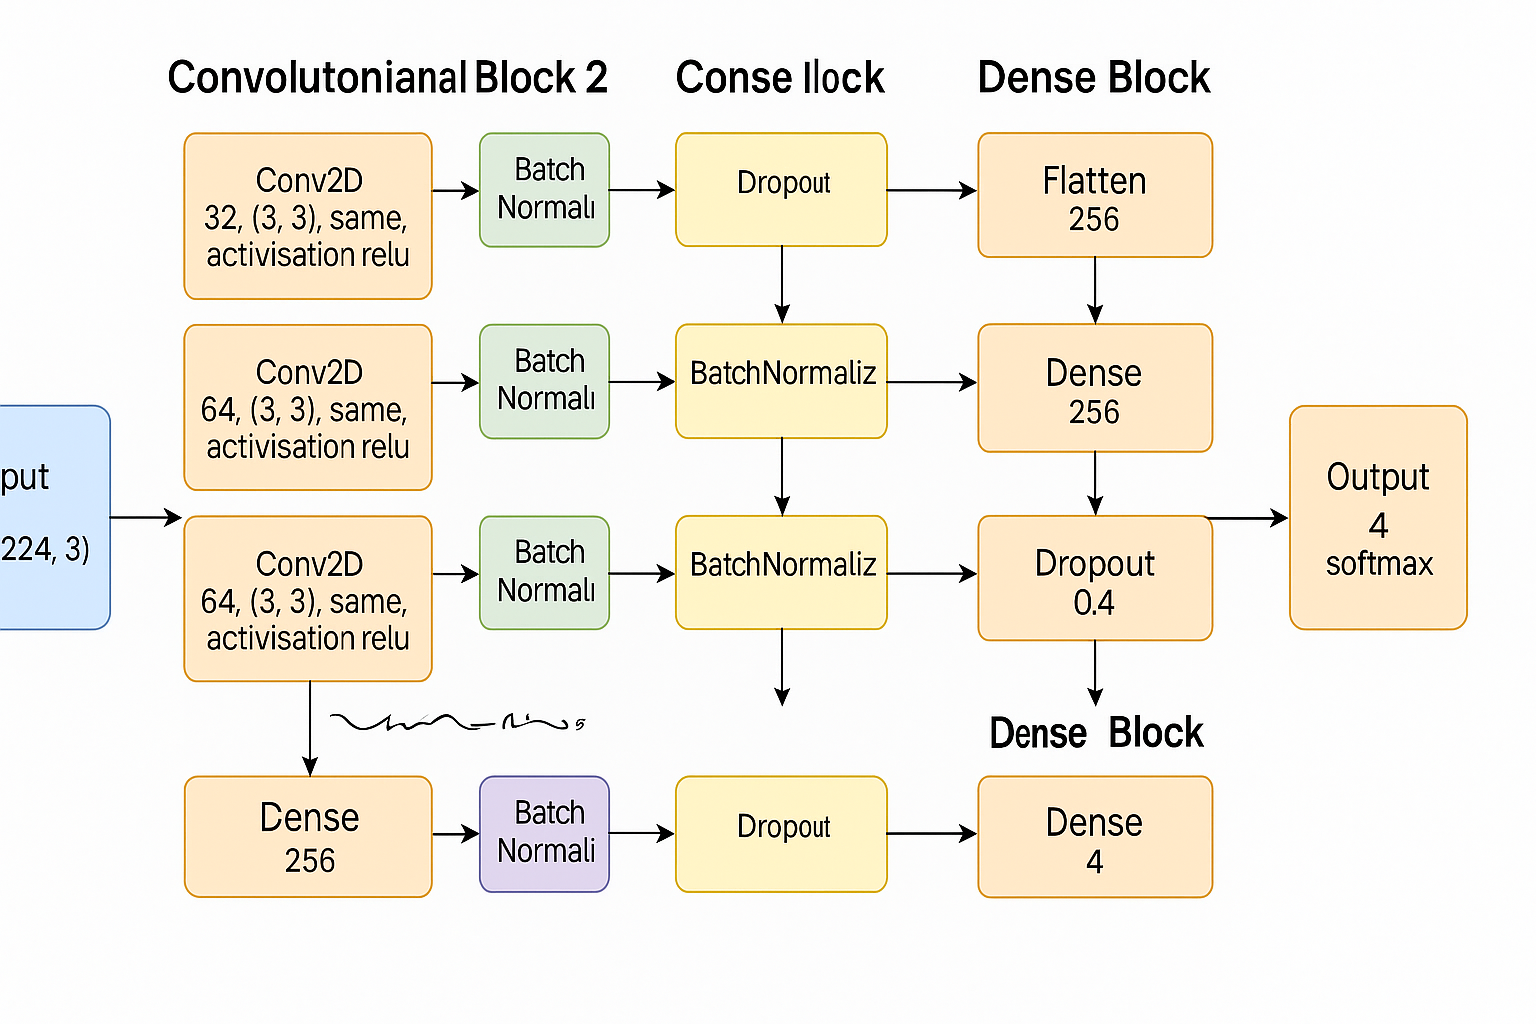 Convolutonianal Block 2
Conse Ilock
Dense Block
Conv2D
32, (3, 3), same,
activisation relu
Batch
Normalı
Dropout
Flatten
256
Conv2D
64, (3, 3), same,
activisation relu
Batch
Normalı
BatchNormaliz
Dense
256
put
224, 3)
Conv2D
64, (3, 3), same,
activisation relu
Batch
Normalı
BatchNormaliz
Dropout
0.4
Output
4
softmax
Dense Block
Dense
256
Batch
Normali
Dropout
Dense
4